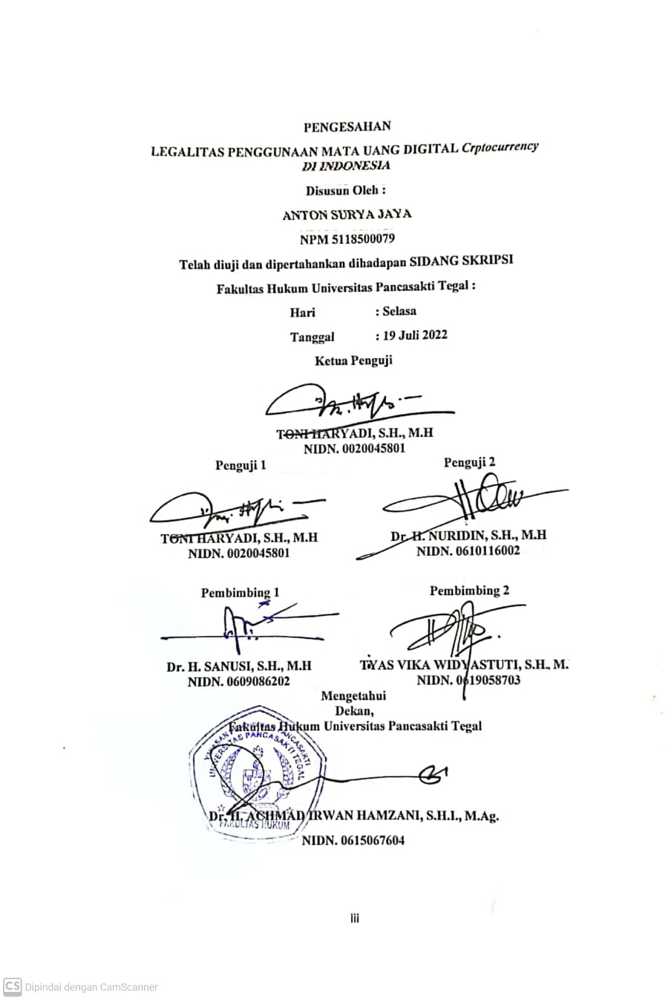 PENGESAHAN
LEGALITAS PENGGUNAAN MATA UANG DIGITAL Crptocurrency
DI INDONESIA
Disusun Oleh :
ANTON SURYA JAYA
NPM 5118500079
Telah diuji dan dipertahankan dihadapan SIDANG SKRIPSI
Fakultas Hukum Universitas Pancasakti Tegal :
Hari : Selasa
Tanggal : 19 Juli 2022
Ketua Penguji
TONI HARYADI, S.H., M.H
NIDN. 0020045801
Penguji 1 Penguji 2
TONI HARYADI, S.H., M.H Dr. H. NURIDIN, S.H., M.H
NIDN. 0020045801 NIDN. 0610116002
Pembimbing 1 Pembimbing 2
Dr. H. SANUSI, S.H., M.H TYAS VIKA WIDYASTUTI, S.H., M.
NIDN. 0609086202 NIDN. 0619058703
Mengetahui
Dekan,
Fakultas Hukum Universitas Pancasakti Tegal
UNIVERSITAS PANCASAKTI TEGAL
FAKULTAS HUKUM
Dr. H. ACHMAD IRWAN HAMZANI, S.H.I., M.Ag.
NIDN. 0615067604
iii
CS Dipindai dengan CamScanner